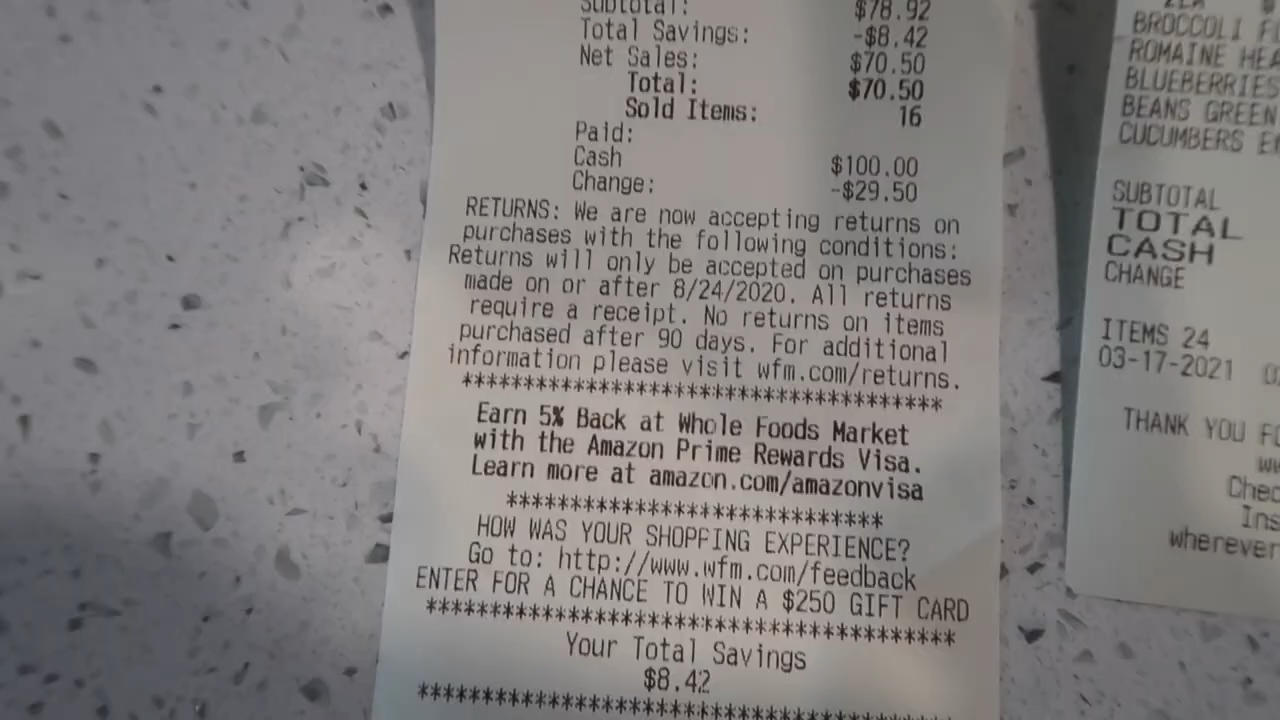 Subtotal: $78.92
Total Savings: -$8.42
Net Sales: $70.50
Total: $70.50
Sold Items: 16
Paid:
Cash $100.00
Change: -$29.50
RETURNS: We are now accepting returns on
purchases with the following conditions:
Returns will only be accepted on purchases
made on or after 8/24/2020. All returns
require a receipt. No returns on items
purchased after 90 days. For additional
information please visit wfm.com/returns.
***************************************
Earn 5% Back at Whole Foods Market
with the Amazon Prime Rewards Visa.
Learn more at amazon.com/amazonvisa
******************************
HOW WAS YOUR SHOPPING EXPERIENCE?
Go to: http://www.wfm.com/feedback
ENTER FOR A CHANCE TO WIN A $250 GIFT CARD
*******************************************
Your Total Savings
$8.42
*******************************************
BROCCOLI
ROMAINE
BLUEBERRIES
BEANS GREEN
CUCUMBERS
SUBTOTAL
TOTAL
CASH
CHANGE
ITEMS 24
03-17-2021
THANK YOU
wherever